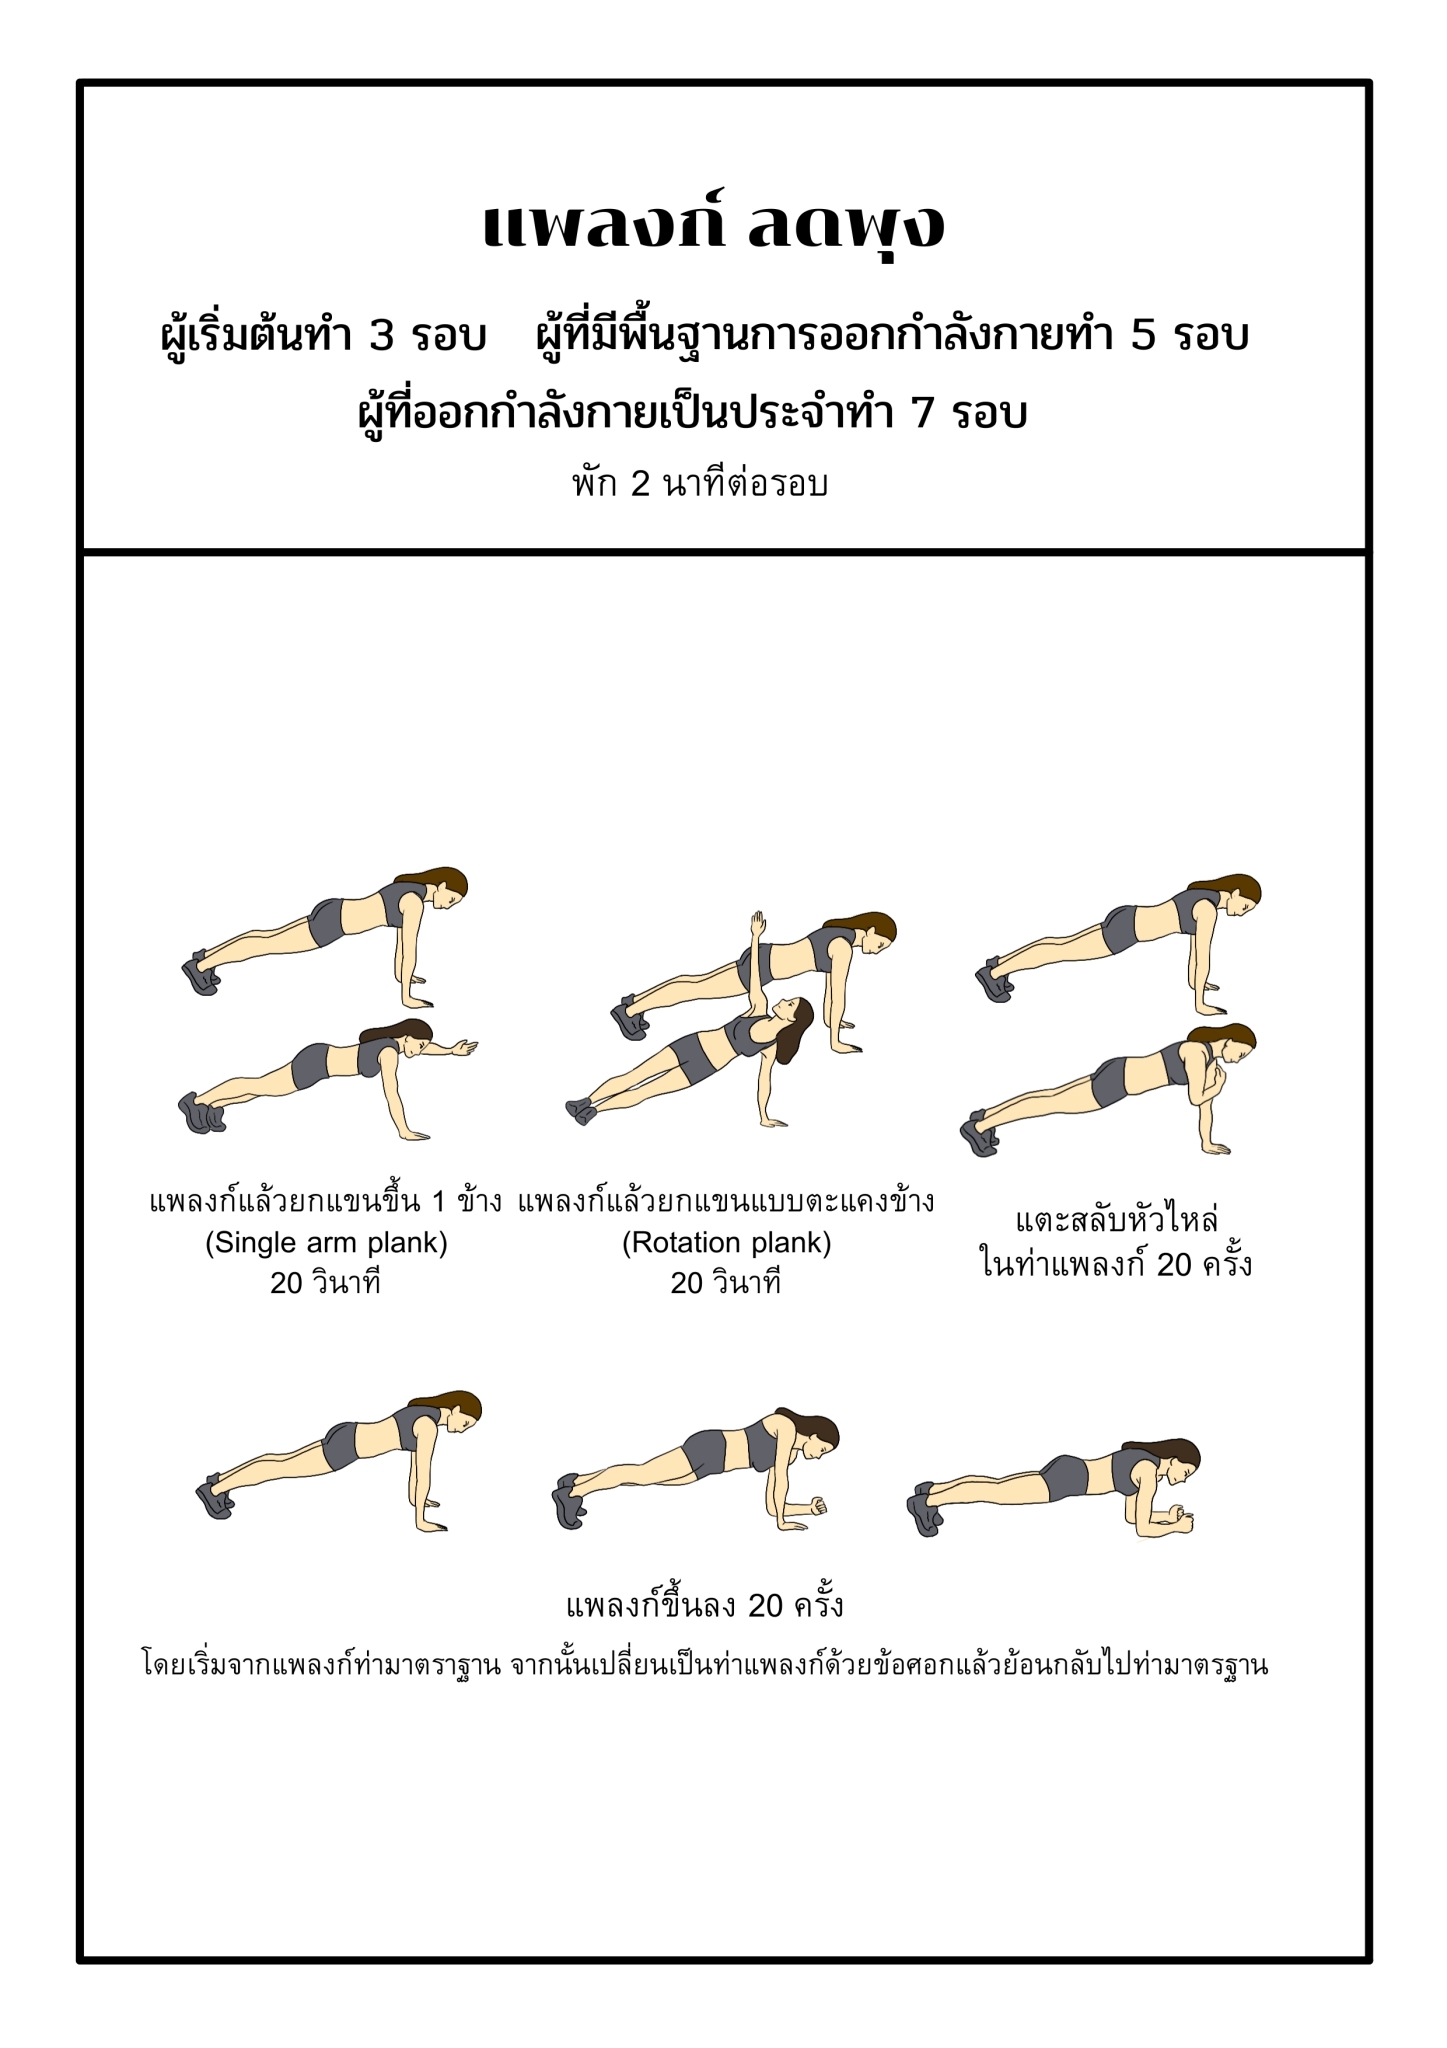 แพลงก์ ลดพุง
ผู้เริ่มต้นทำ 3 รอบ ผู้ที่มีพื้นฐานการออกกำลังกายทำ 5 รอบ
ผู้ที่ออกกำลังกายเป็นประจำทำ 7 รอบ
พัก 2 นาทีต่อรอบ
แพลงก์แล้วยกแขนขึ้น 1 ข้าง
(Single arm plank)
20 วินาที
แพลงก์แล้วยกแขนแบบตะแคงข้าง
(Rotation plank)
20 วินาที
แตะสลับหัวไหล่
ในท่าแพลงก์ 20 ครั้ง
แพลงก์ขึ้นลง 20 ครั้ง
โดยเริ่มจากแพลงก์ท่ามาตราฐาน จากนั้นเปลี่ยนเป็นท่าแพลงก์ด้วยข้อศอกแล้วย้อนกลับไปท่ามาตรฐาน